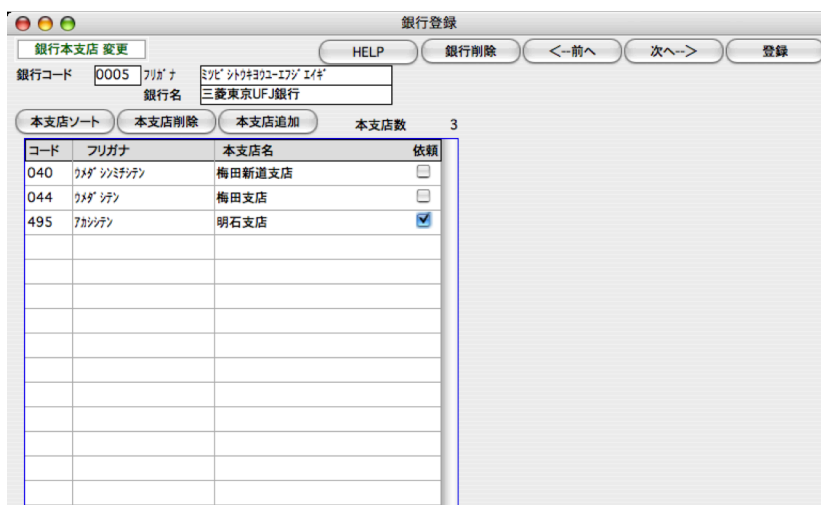 銀行登録
銀行本支店 変更
HELP 銀行削除 <--前へ 次へ--> 登録
銀行コード 0005 ﾌﾘｶﾞﾅ ﾐﾂﾋﾞｼﾄｳｷﾖｳﾕｰｴﾌｼﾞｴｲｷﾞ
銀行名 三菱東京UFJ銀行
本支店ソート 本支店削除 本支店追加 本支店数 3
コード フリガナ 本支店名 依頼
040 ｳﾒﾀﾞｼﾝﾐﾁｼﾃﾝ 梅田新道支店
044 ｳﾒﾀﾞｼﾃﾝ 梅田支店
495 ｱｶｼｼﾃﾝ 明石支店